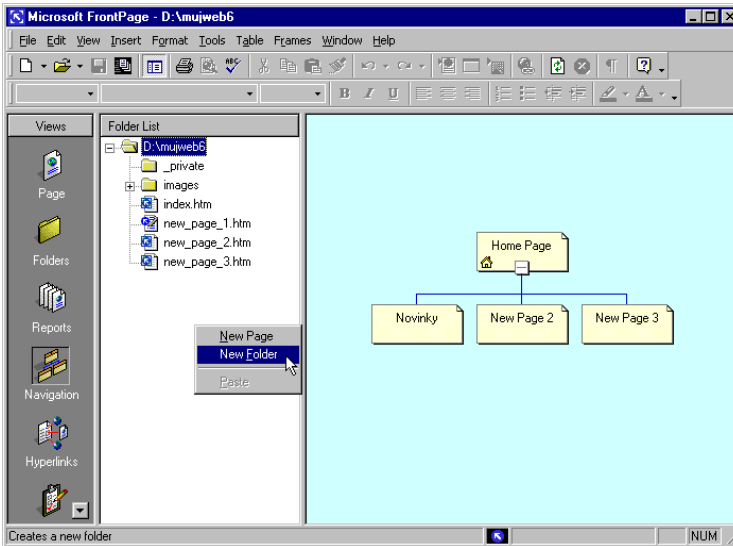 Microsoft FrontPage - D:\mujweb6
File Edit View Insert Format Tools Table Frames Window Help
ABC
B I U A
Views
Folder List
Page
Folders
Reports
Navigation
Hyperlinks
D:\mujweb6
_private
images
index.htm
new_page_1.htm
new_page_2.htm
new_page_3.htm
New Page
New Folder
Paste
Home Page
Novinky New Page 2 New Page 3
Creates a new folder NUM